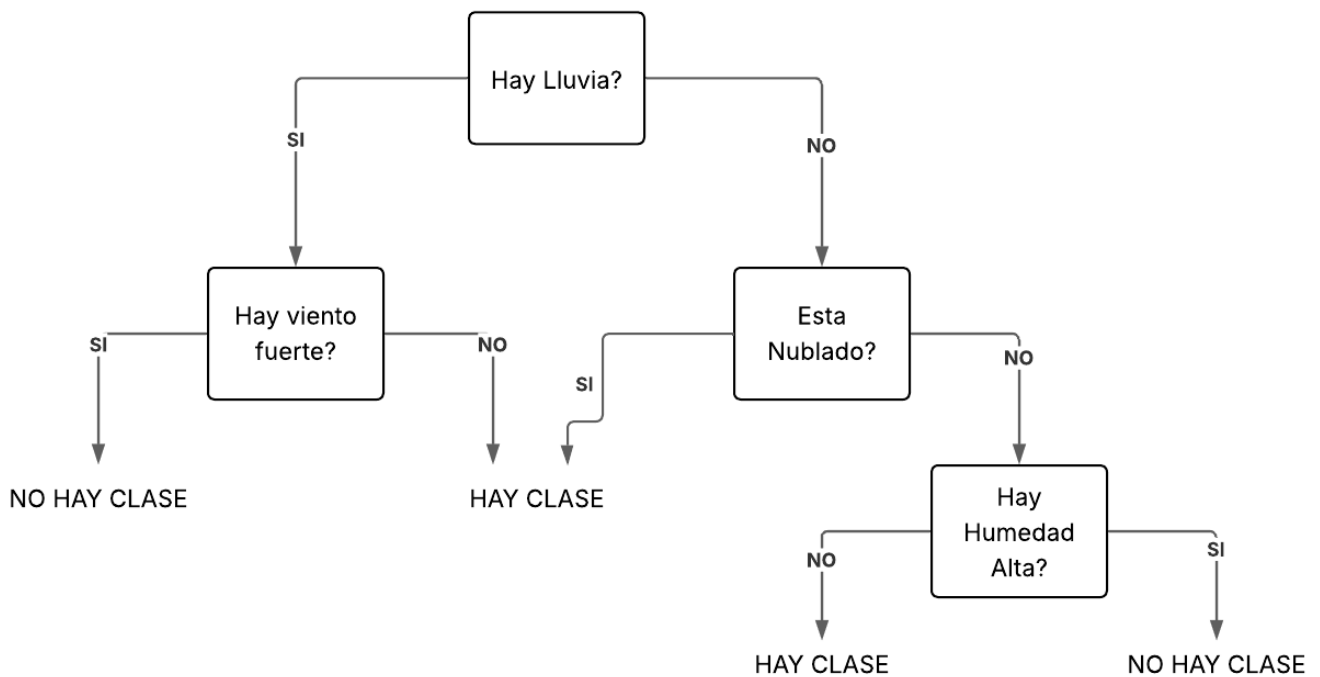 Hay Lluvia?
SI
NO
Hay viento
fuerte?
Esta
Nublado?
SI
NO
SI
NO
NO HAY CLASE
HAY CLASE
Hay
Humedad
Alta?
NO
SI
HAY CLASE
NO HAY CLASE